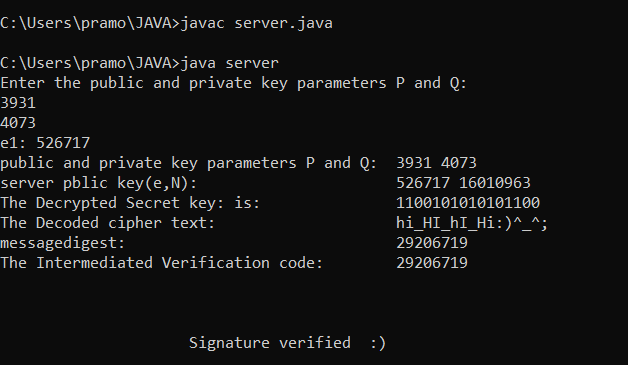 C:\Users\pramo\JAVA>javac server.java
C:\Users\pramo\JAVA>java server
Enter the public and private key parameters P and Q:
3931
4073
e1: 526717
public and private key parameters P and Q:  3931 4073
server pblic key(e,N):                      526717 16010963
The Decrypted Secret key: is:               1100101010101100
The Decoded cipher text:                    hi_HI_hI_Hi:)^_^;
messagedigest:                              29206719
The Intermediated Verification code:        29206719
Signature verified  :)